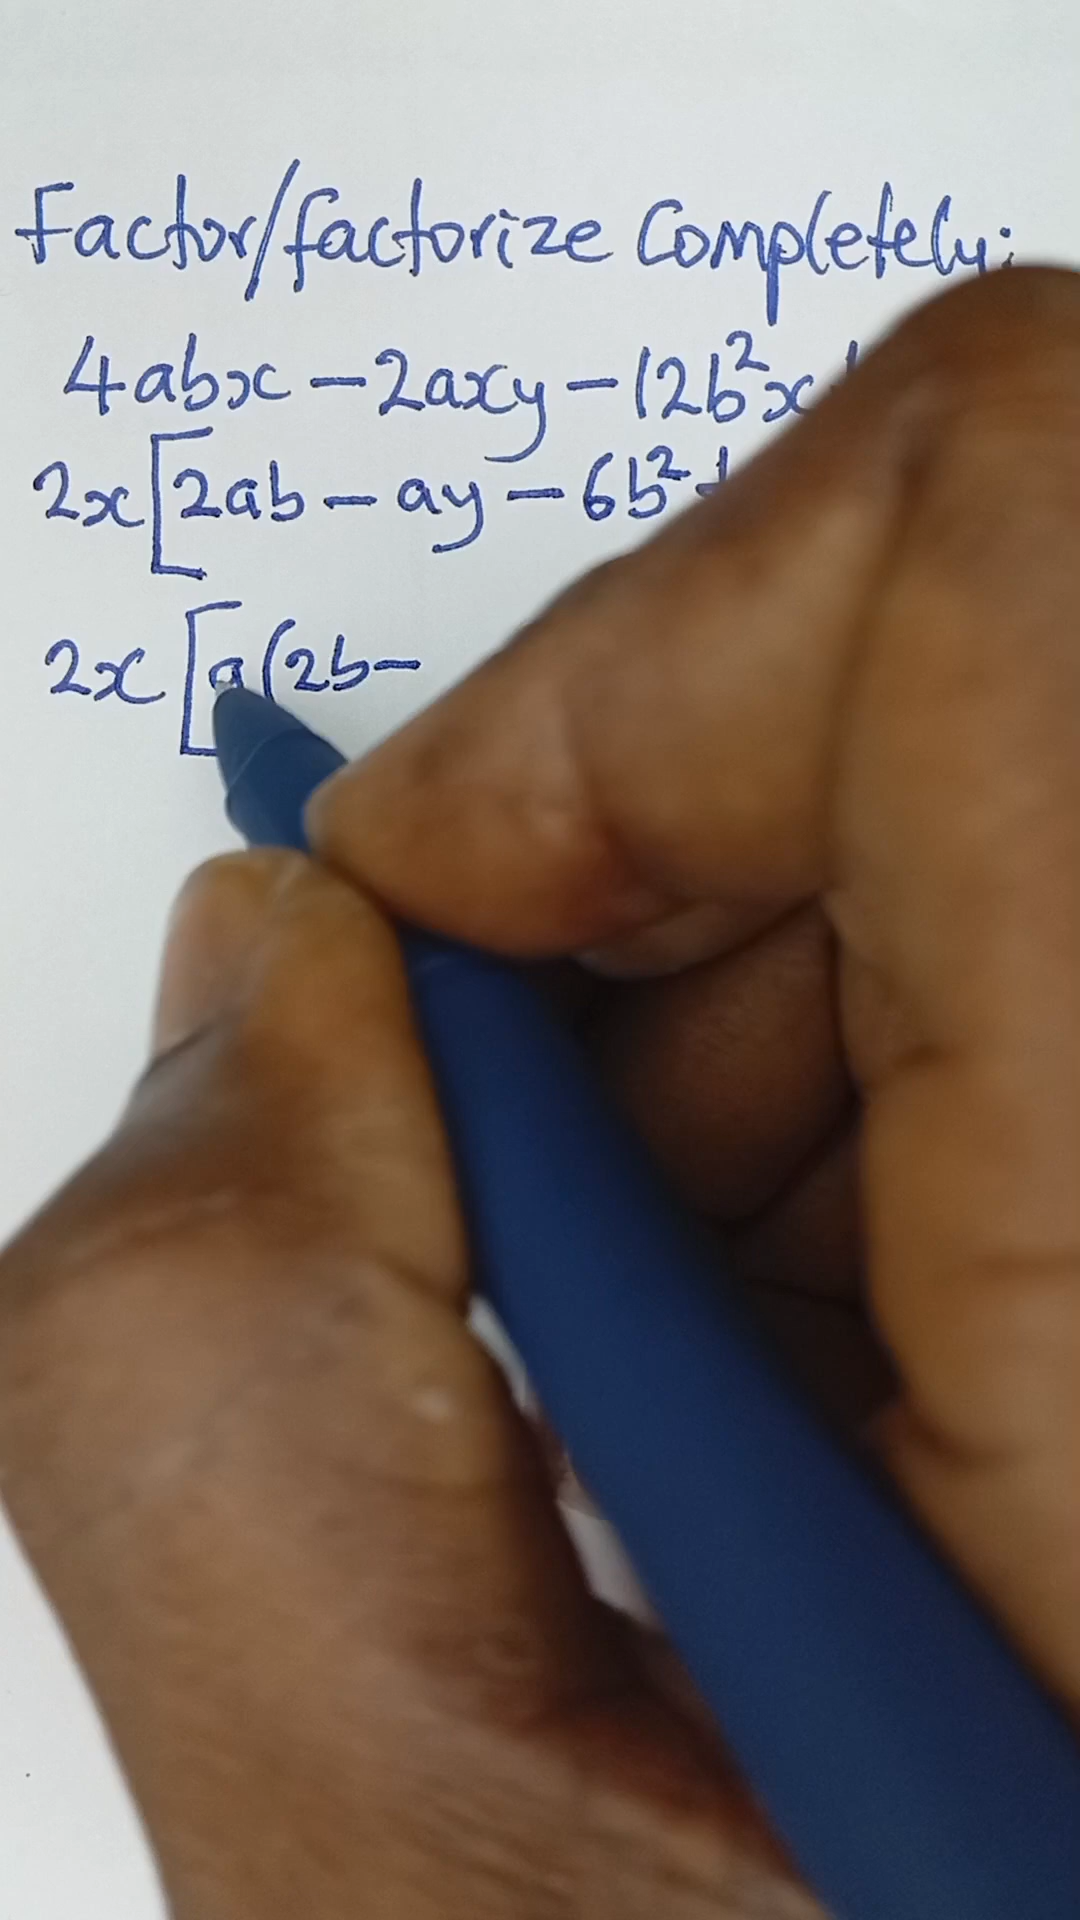 Factor/factorize Completely:
4abx - 2axy - 12b²x +
2x[2ab - ay - 6b² +
2x[a(2b -